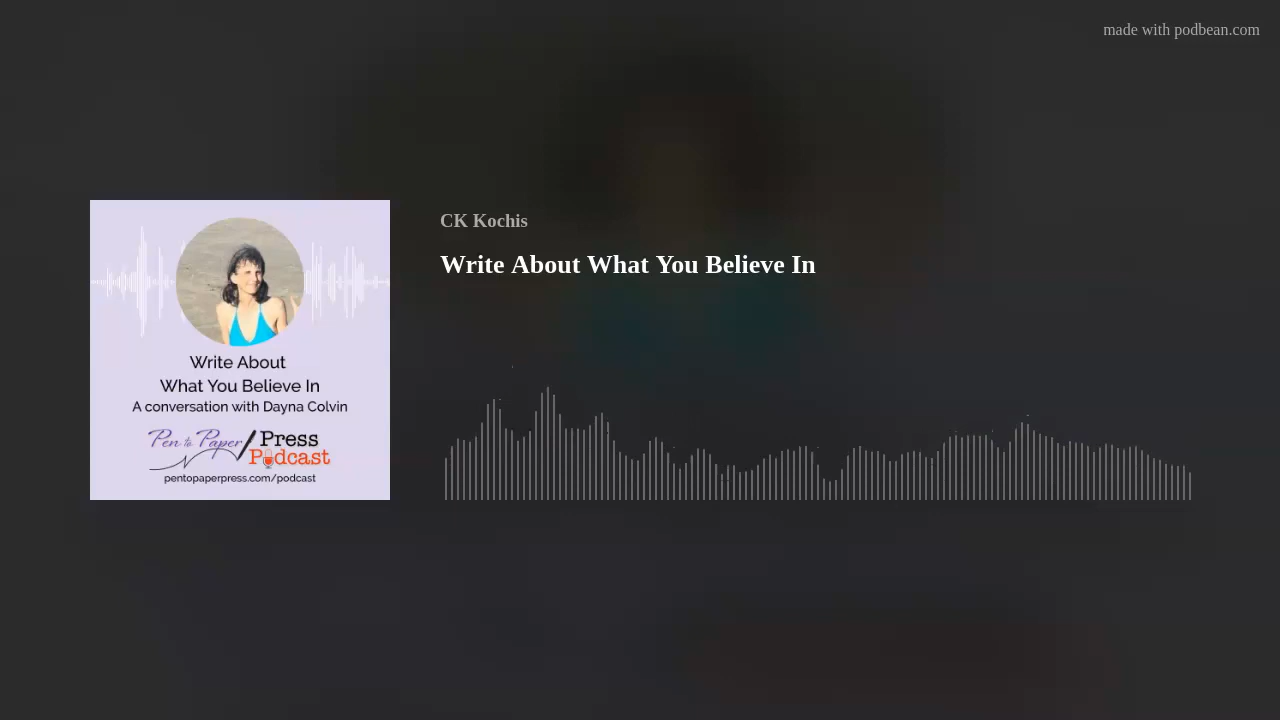 made with podbean.com
CK Kochis
Write About What You Believe In
Write About
What You Believe In
A conversation with Dayna Colvin
Pen to Paper Press
Podcast
pentopaperpress.com/podcast